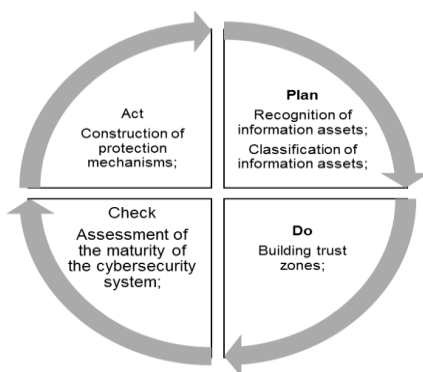 Act
Construction of
protection
mechanisms;
Plan
Recognition of
information assets;
Classification of
information assets;
Check
Assessment of
the maturity of
the cybersecurity
system;
Do
Building trust
zones;